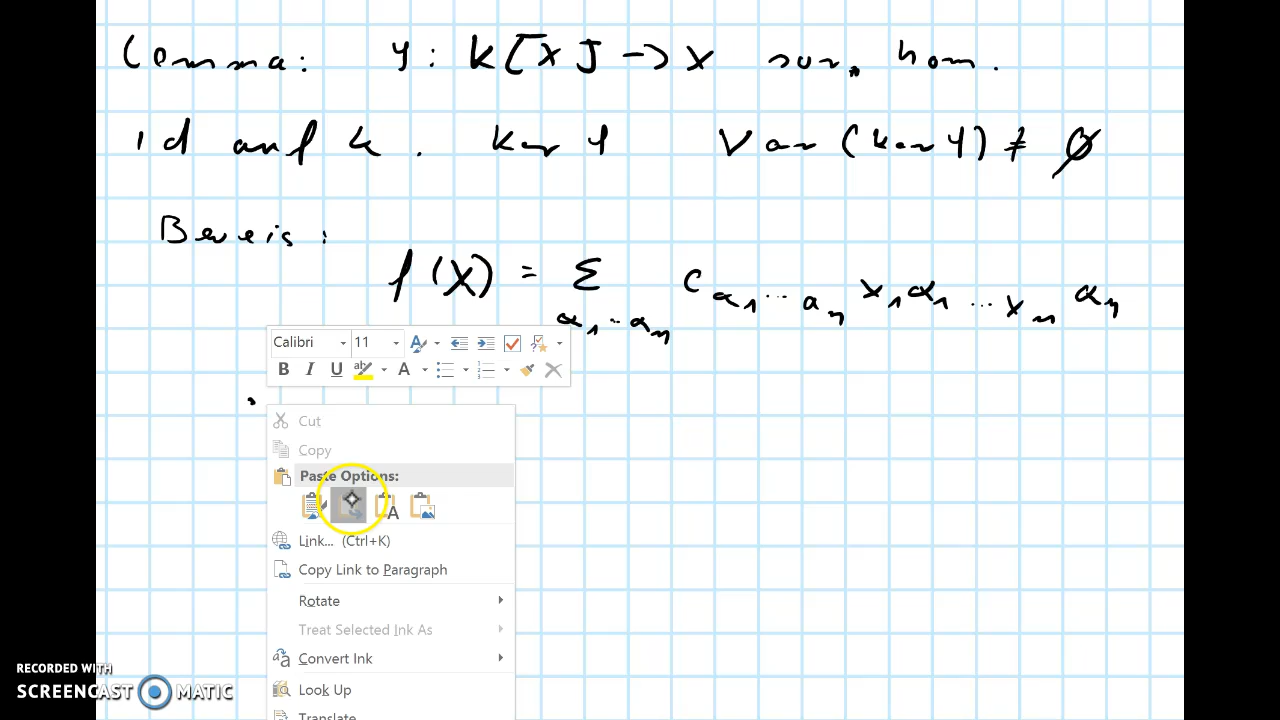 Lemma: φ : k[X] -> X surj. hom.
id auf k. ker φ Var(ker φ) ≠ ∅
Beweis:
f(X) = Σ c α1 ... αn x1 α1 ... xn αn
α1 ... αn
Calibri 11
B I U ab A
Cut
Copy
Paste Options:
Link... (Ctrl+K)
Copy Link to Paragraph
Rotate
Treat Selected Ink As
Convert Ink
Look Up
Translate
RECORDED WITH
SCREENCAST MATIC